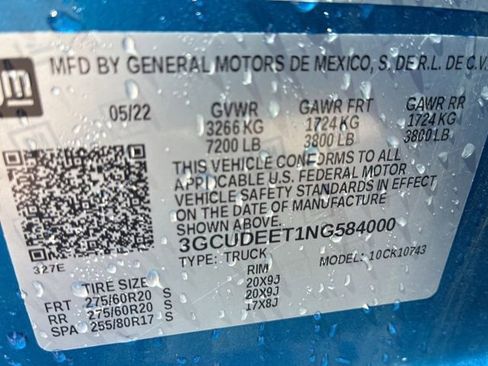 gm
MFD BY GENERAL MOTORS DE MEXICO, S. DE R.L. DE C.V.
05/22 GVWR GAWR FRT GAWR RR
3266 KG 1724 KG 1724 KG
7200 LB 3800 LB 3800 LB
THIS VEHICLE CONFORMS TO ALL
APPLICABLE U.S. FEDERAL MOTOR
VEHICLE SAFETY STANDARDS IN EFFECT
ON THE DATE OF MANUFACTURE
SHOWN ABOVE.
3GCUDEET1NG584000
327E TYPE: TRUCK MODEL: 10CK10743
TIRE SIZE RIM
FRT 275/60R20 S 20X9J
RR 275/60R20 S 20X9J
SPA 255/80R17 S 17X8J